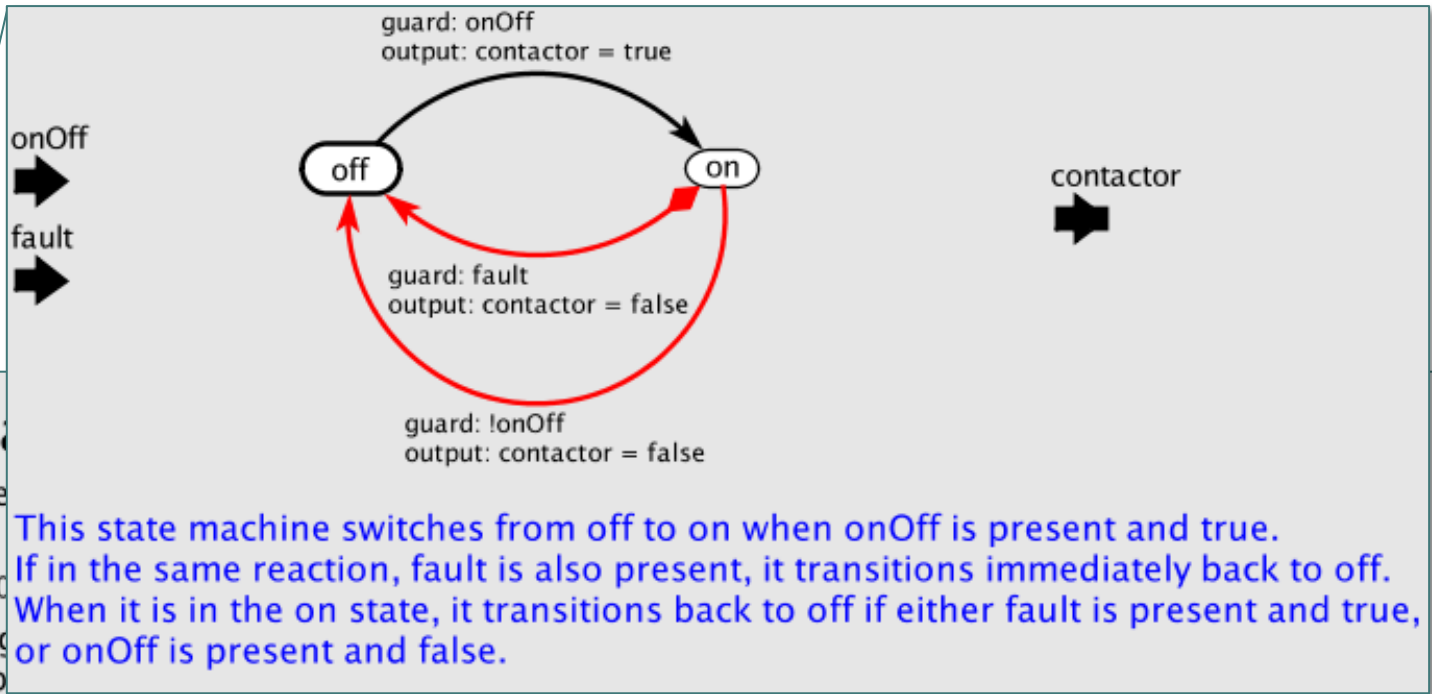 guard: onOff
output: contactor = true
onOff
off
on
contactor
fault
guard: fault
output: contactor = false
guard: !onOff
output: contactor = false
This state machine switches from off to on when onOff is present and true.
If in the same reaction, fault is also present, it transitions immediately back to off.
When it is in the on state, it transitions back to off if either fault is present and true,
or onOff is present and false.